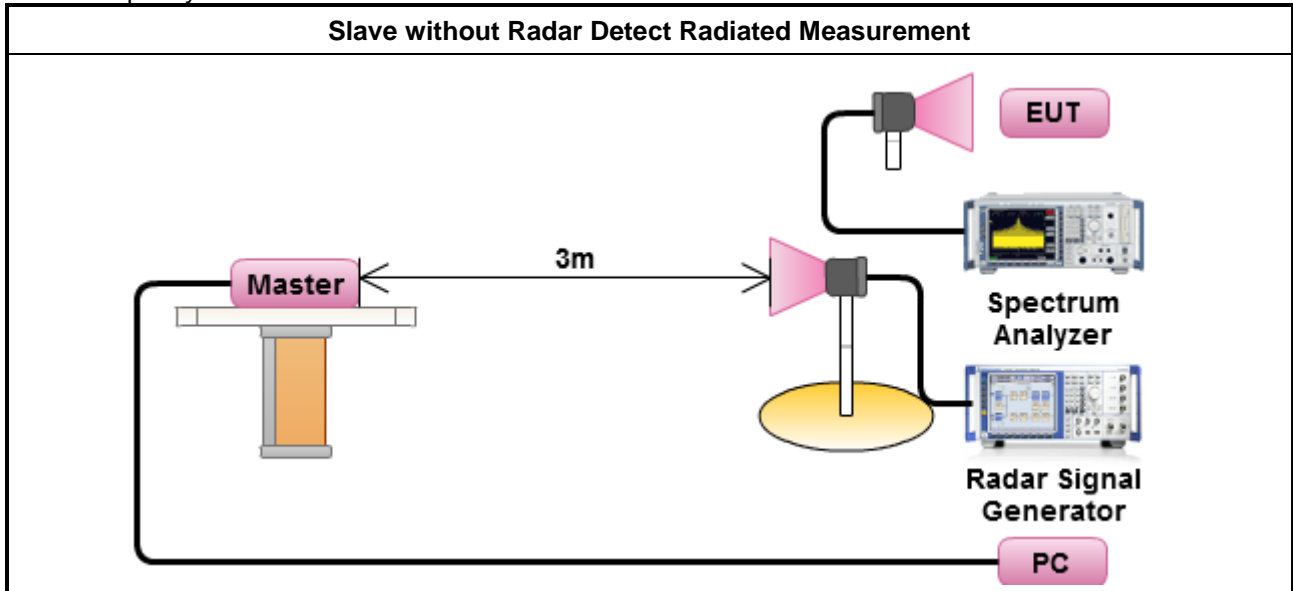 Slave without Radar Detect Radiated Measurement
EUT
3m
Master
Spectrum
Analyzer
Radar Signal
Generator
PC